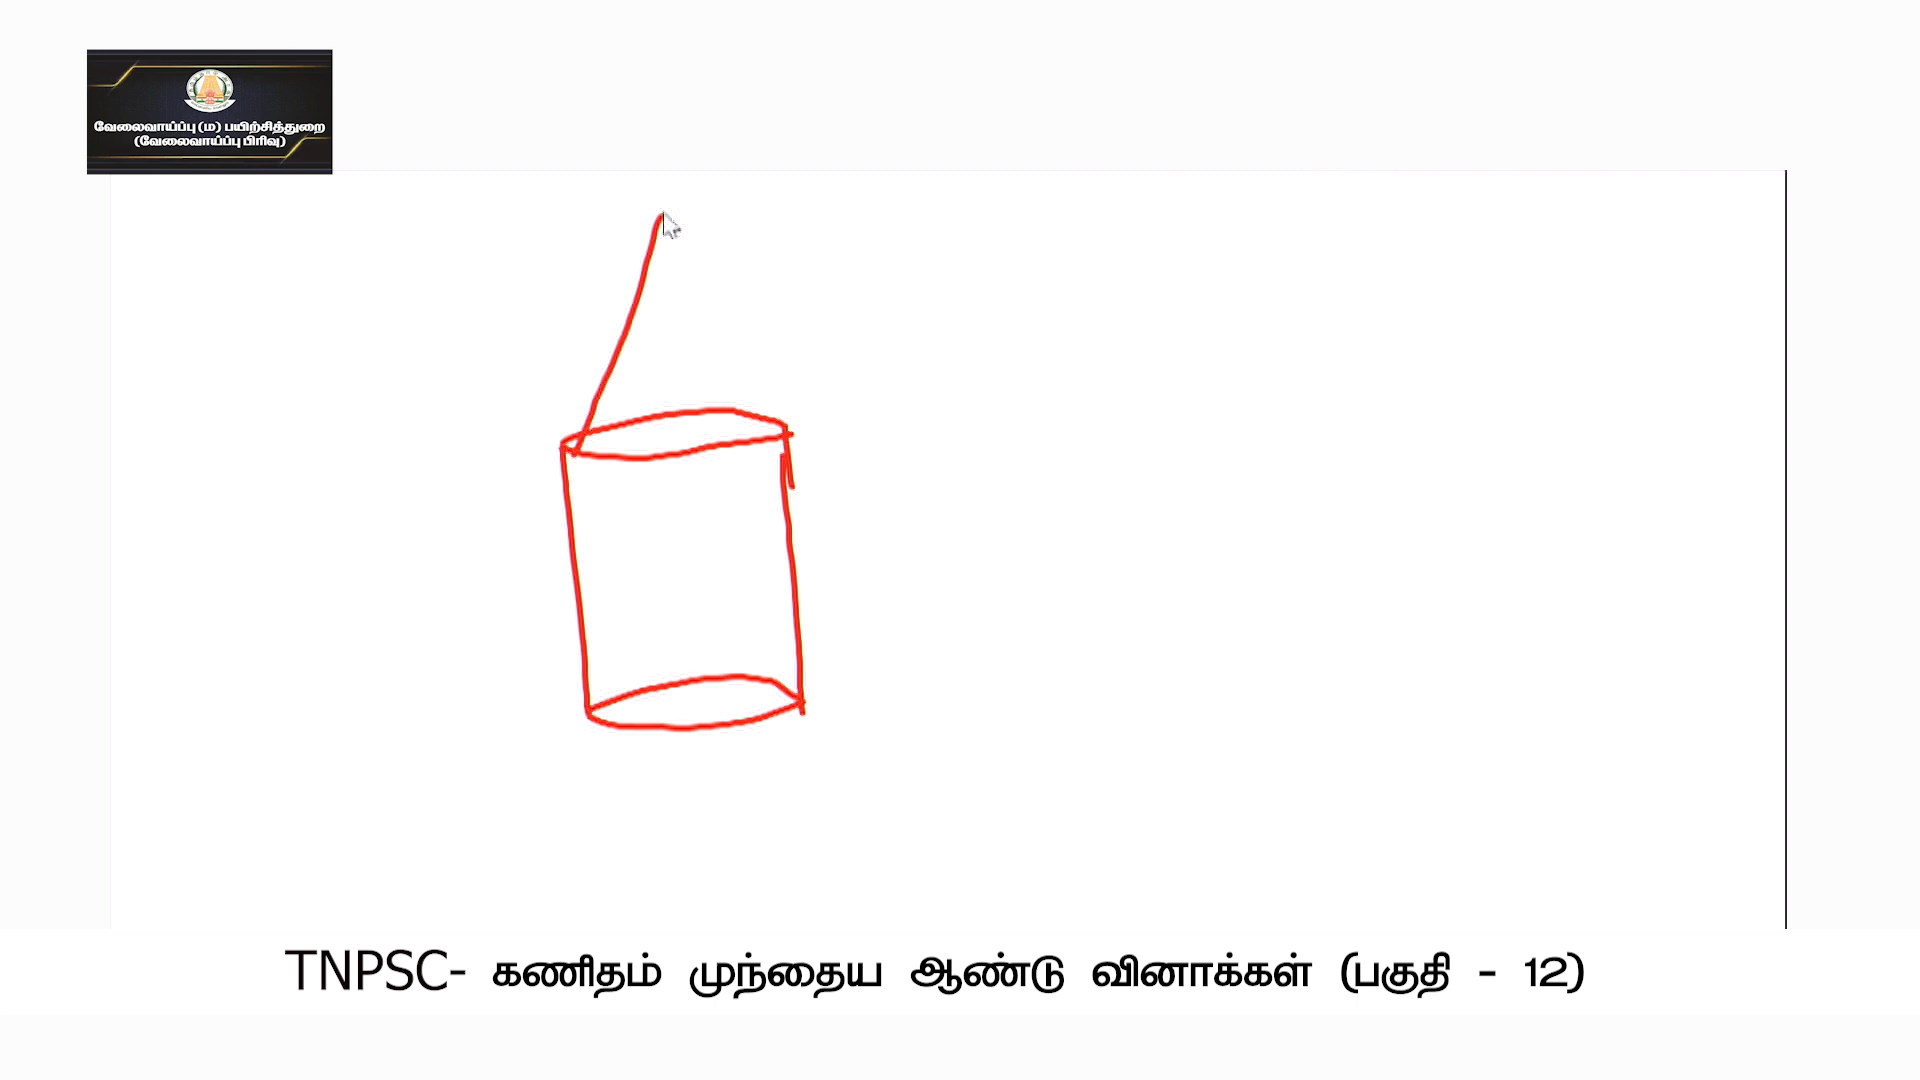 வேலைவாய்ப்பு (ம) பயிற்சித்துறை
(வேலைவாய்ப்பு பிரிவு)
TNPSC- கணிதம் முந்தைய ஆண்டு வினாக்கள் (பகுதி - 12)